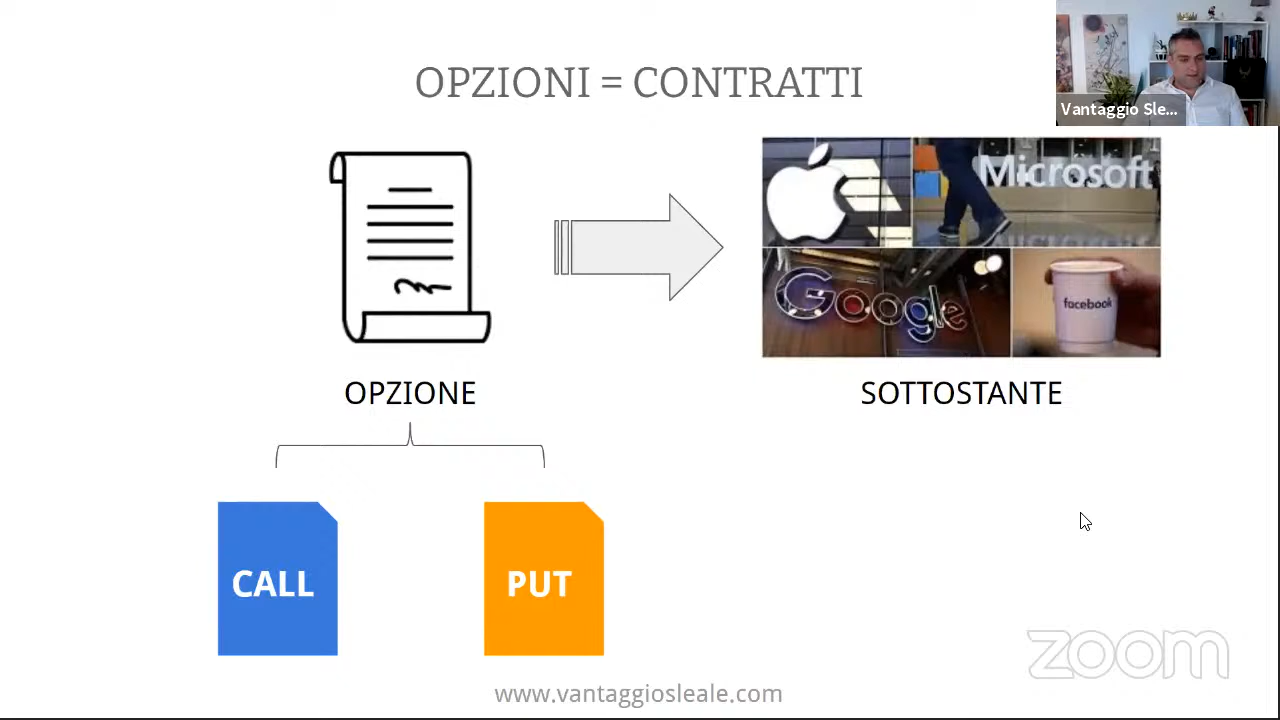 OPZIONI = CONTRATTI
Vantaggio Sle...
Microsoft
Google
facebook
OPZIONE
SOTTOSTANTE
CALL
PUT
zoom
www.vantaggiosleale.com